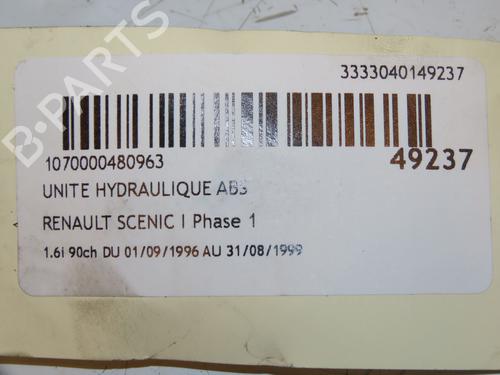 3333040149237
1070000480963
49237
UNITE HYDRAULIQUE ABS
RENAULT SCENIC I Phase 1
1.6i 90ch DU 01/09/1996 AU 31/08/1999
B-PARTS